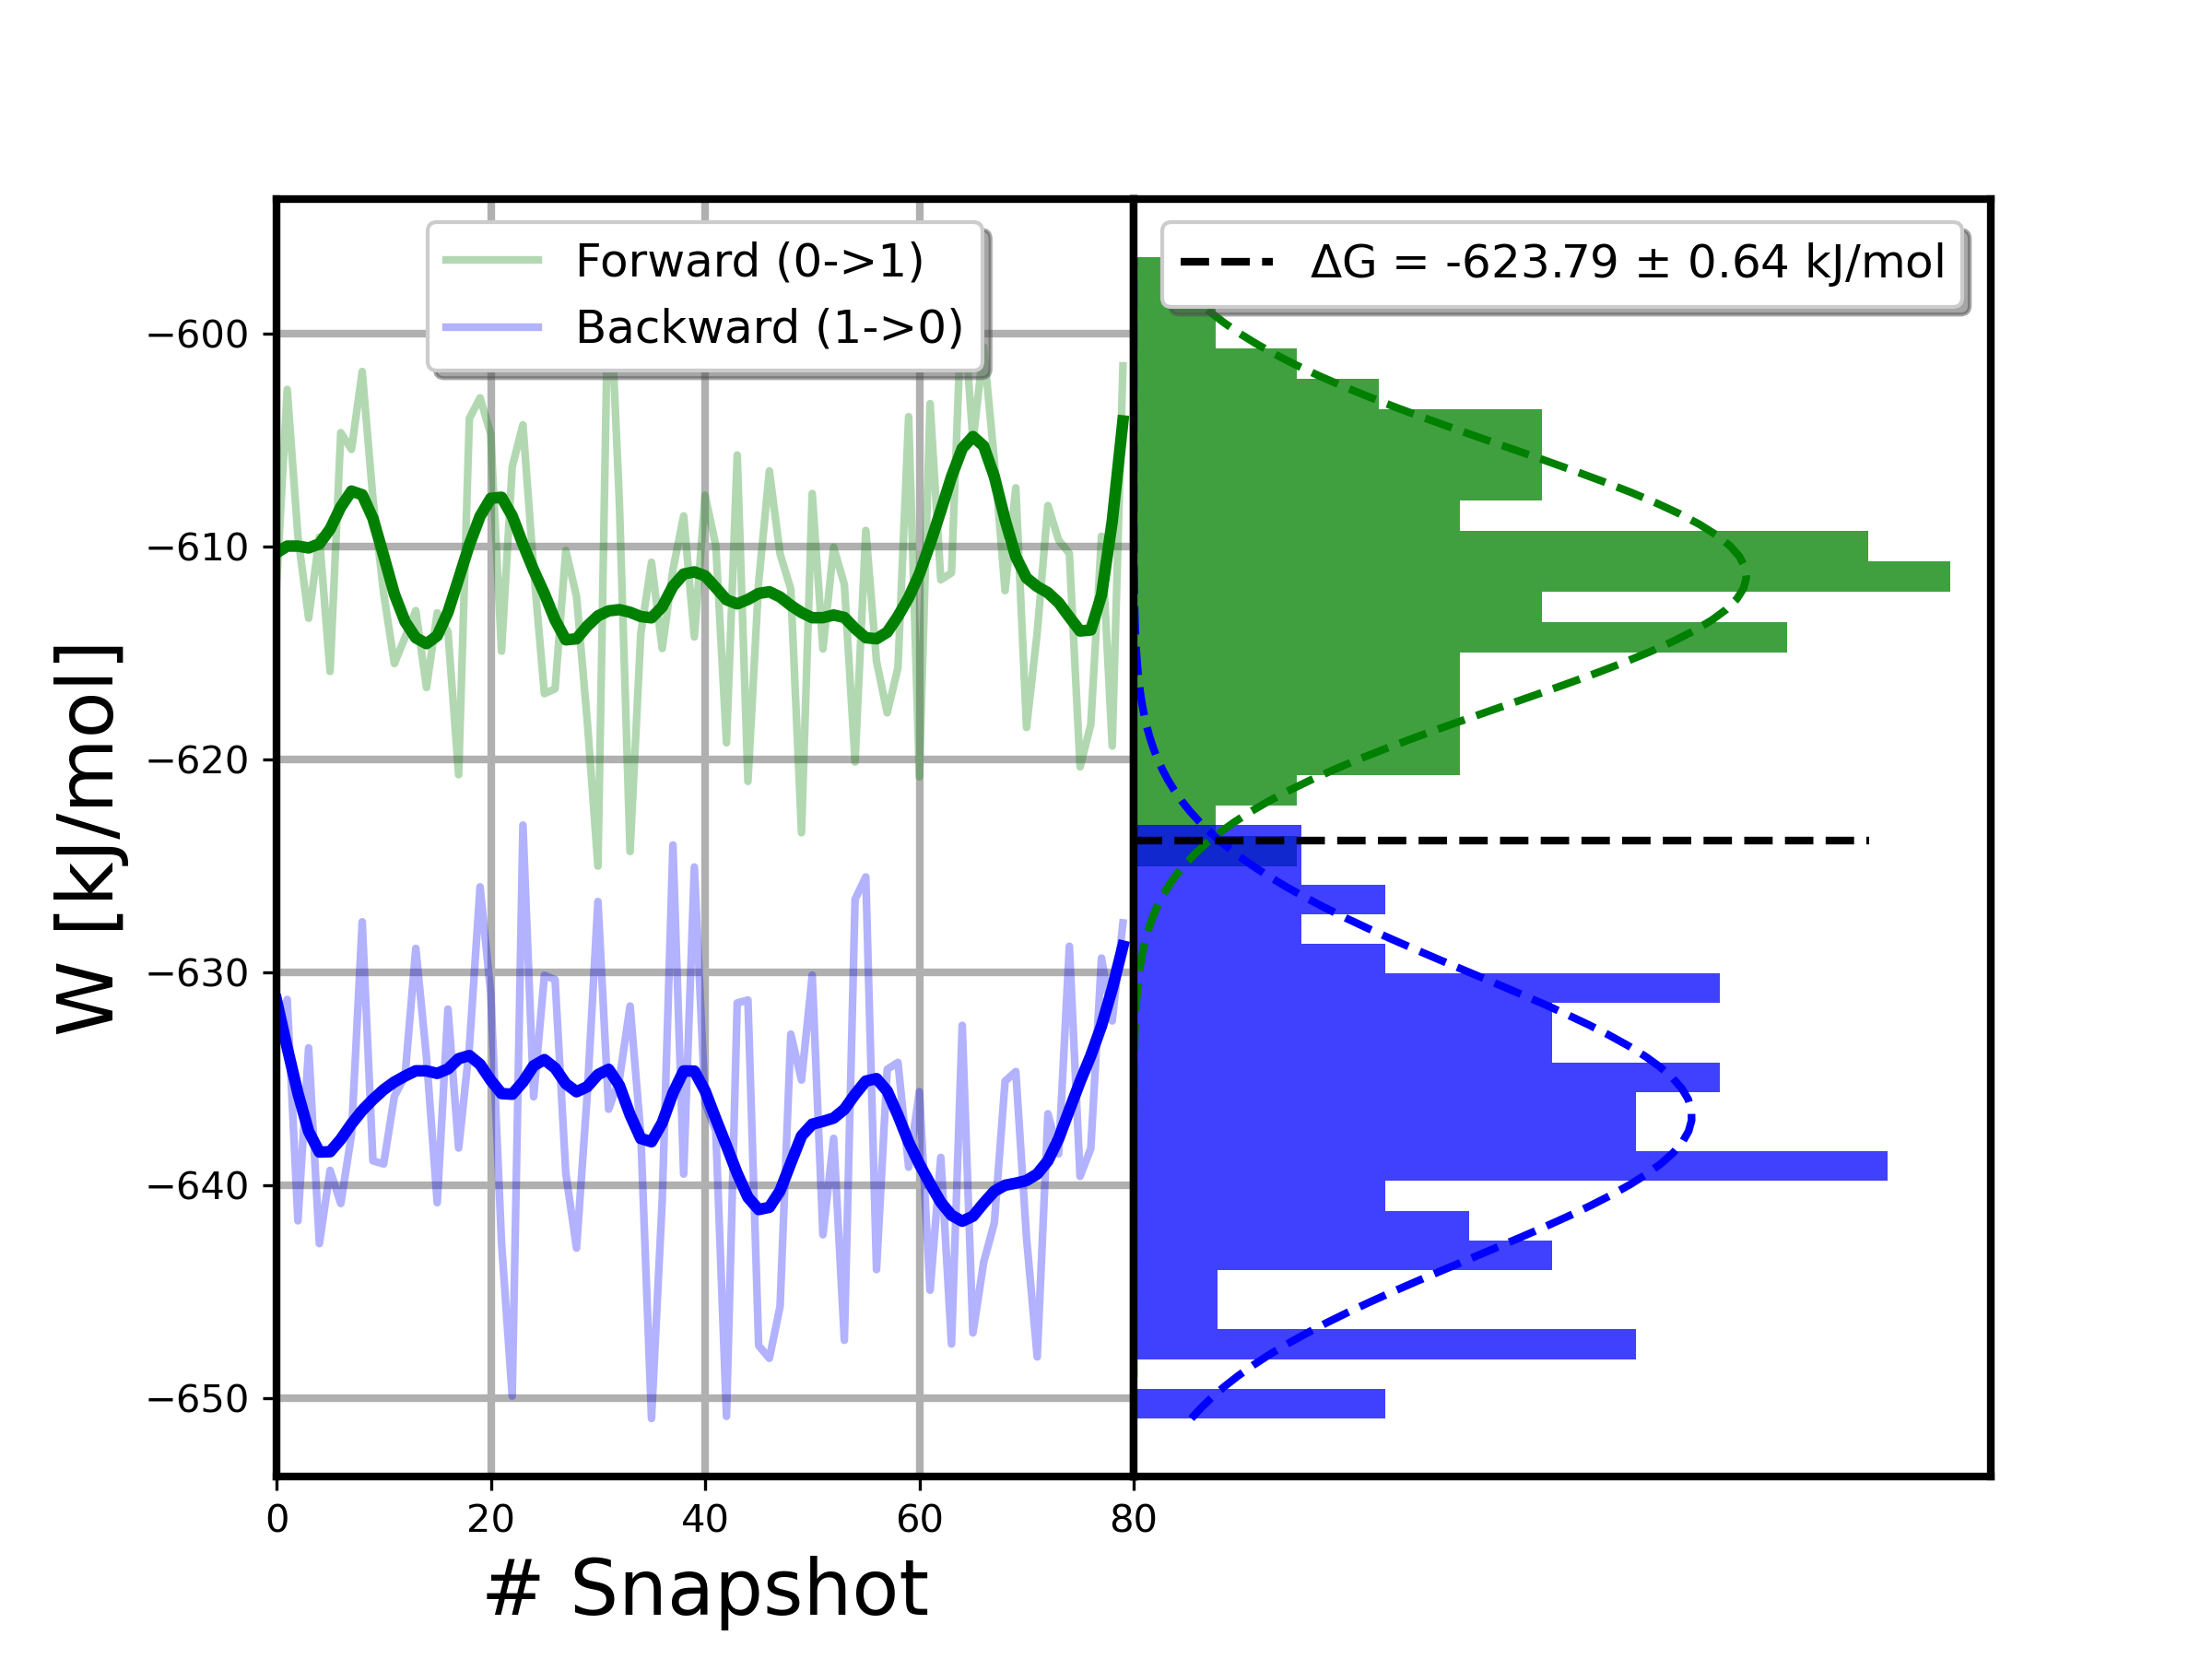 Forward (0->1)
Backward (1->0)
ΔG = -623.79 ± 0.64 kJ/mol
−600
−610
−620
−630
−640
−650
W [kJ/mol]
0 20 40 60 80
# Snapshot